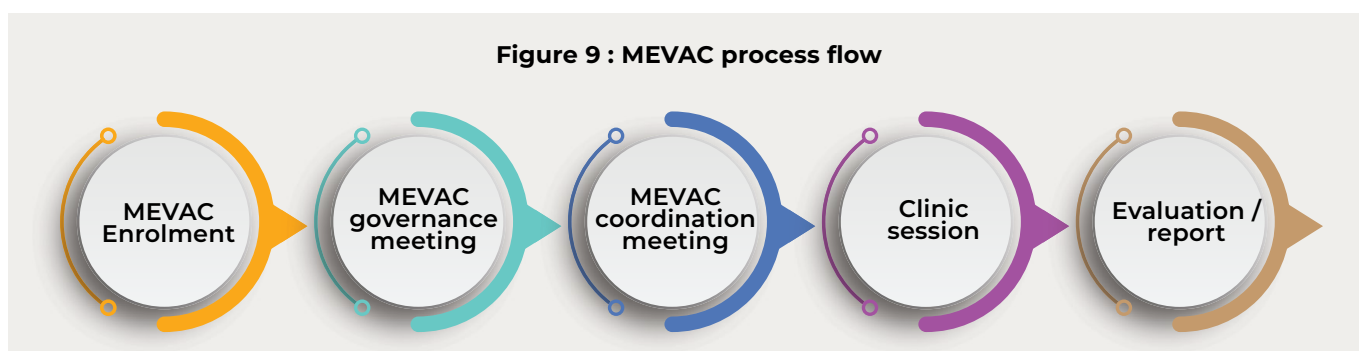 Figure 9 : MEVAC process flow
MEVAC
Enrolment
MEVAC
governance
meeting
MEVAC
coordination
meeting
Clinic
session
Evaluation /
report